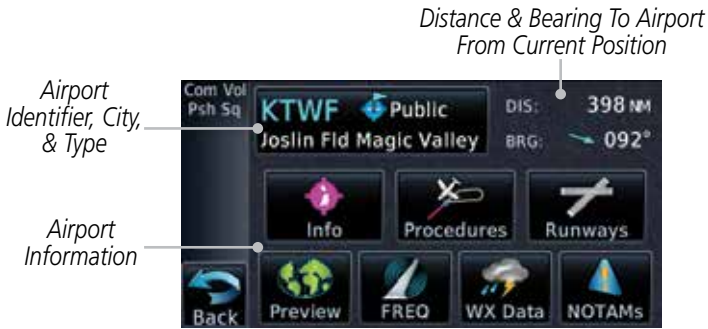 Distance & Bearing To Airport
From Current Position
Airport
Identifier, City,
& Type
Com Vol
Psh Sq
KTWF Public
Joslin Fld Magic Valley
DIS: 398 NM
BRG: 092°
Airport
Information
Info
Procedures
Runways
Back
Preview
FREQ
WX Data
NOTAMs